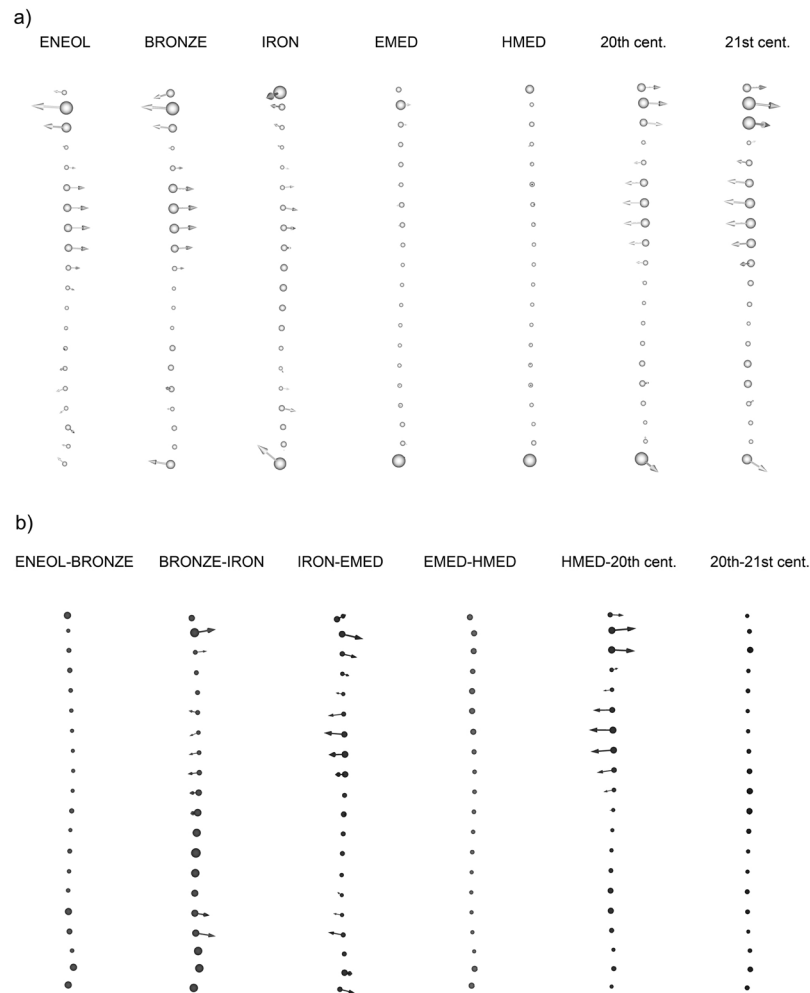 a)
ENEOL BRONZE IRON EMED HMED 20th cent. 21st cent.
b)
ENEOL-BRONZE BRONZE-IRON IRON-EMED EMED-HMED HMED-20th cent. 20th-21st cent.